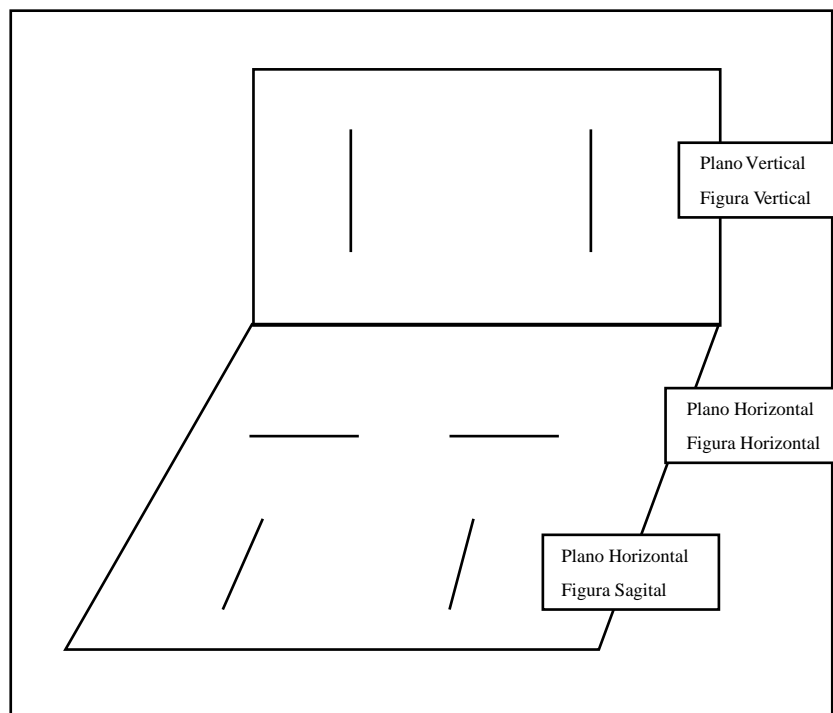 Plano Vertical
Figura Vertical
Plano Horizontal
Figura Horizontal
Plano Horizontal
Figura Sagital